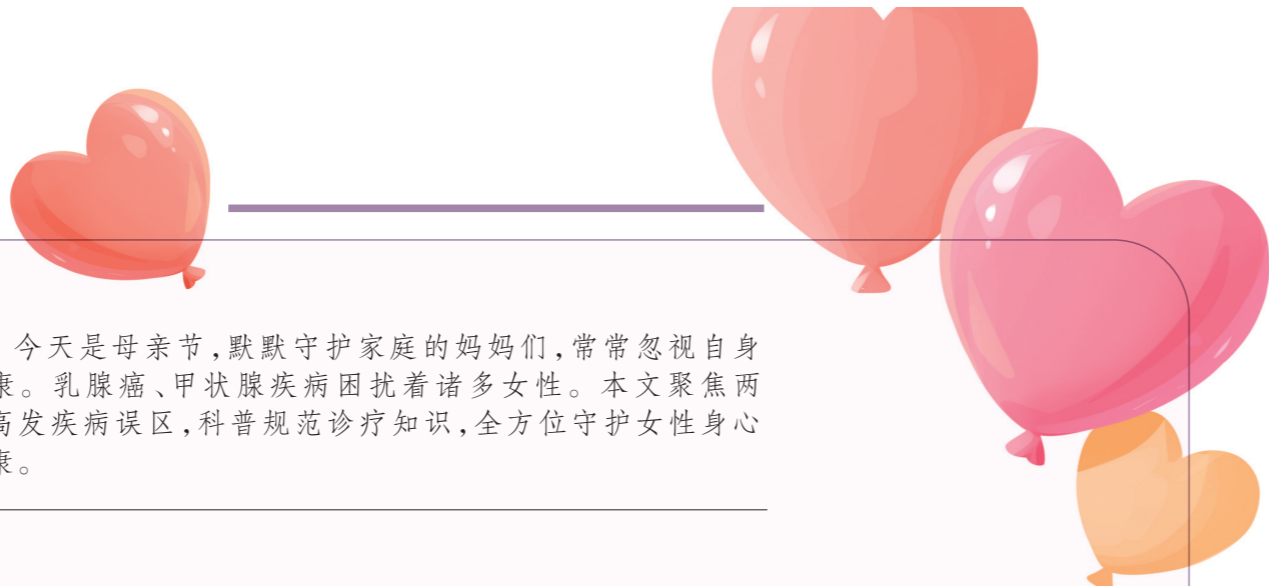 今天是母亲节,默默守护家庭的妈妈们,常常忽视自身
康。乳腺癌、甲状腺疾病困扰着诸多女性。本文聚焦两
高发疾病误区,科普规范诊疗知识,全方位守护女性身心
康。